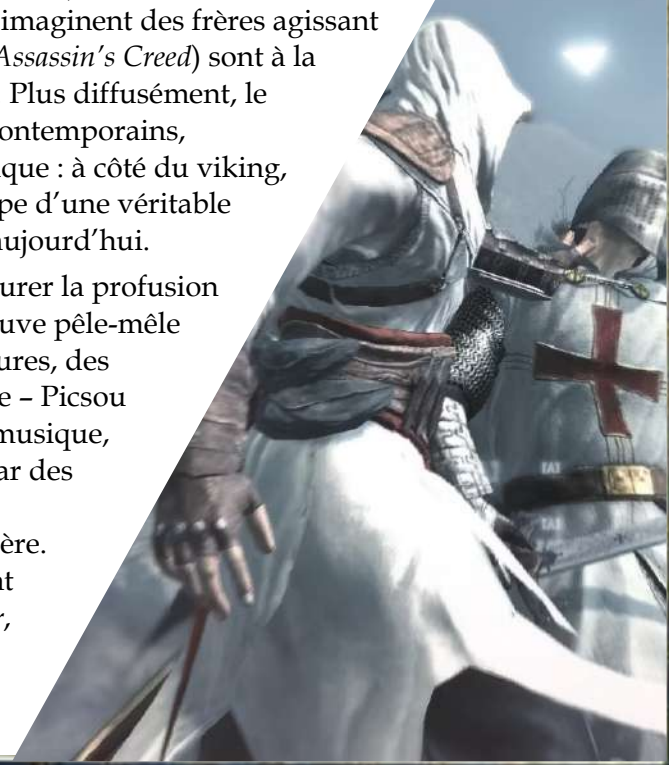 imaginent des frères agissant
Assassin’s Creed) sont à la
Plus diffusément, le
ontemporains,
que : à côté du viking,
pe d’une véritable
aujourd’hui.
urer la profusion
uve pêle-mêle
ures, des
e – Picsou
musique,
ar des
ère.
nt
r,